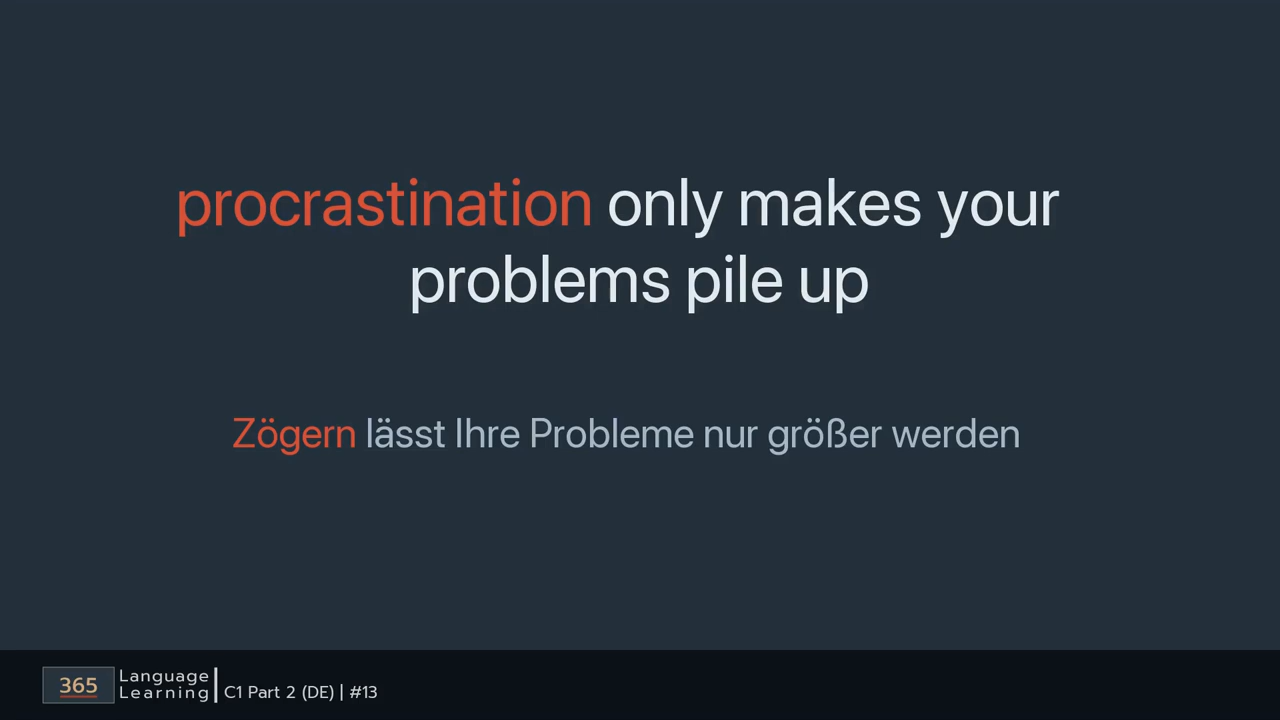 procrastination only makes your
problems pile up
Zögern lässt Ihre Probleme nur größer werden
365 Language
Learning
C1 Part 2 (DE) | #13